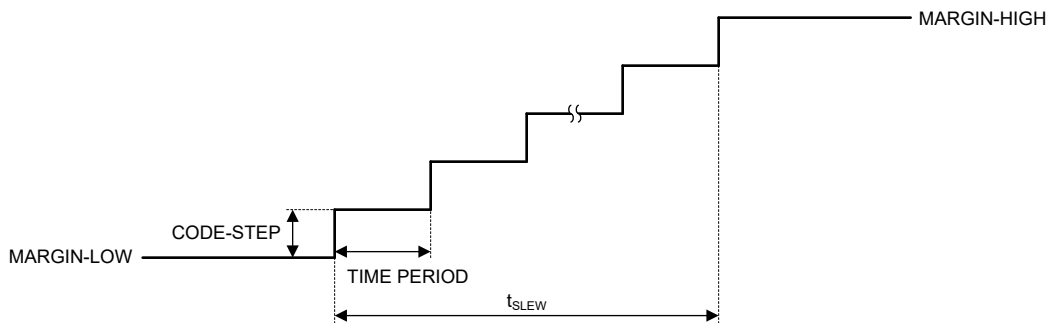 MARGIN-HIGH
CODE-STEP
MARGIN-LOW
TIME PERIOD
tSLEW